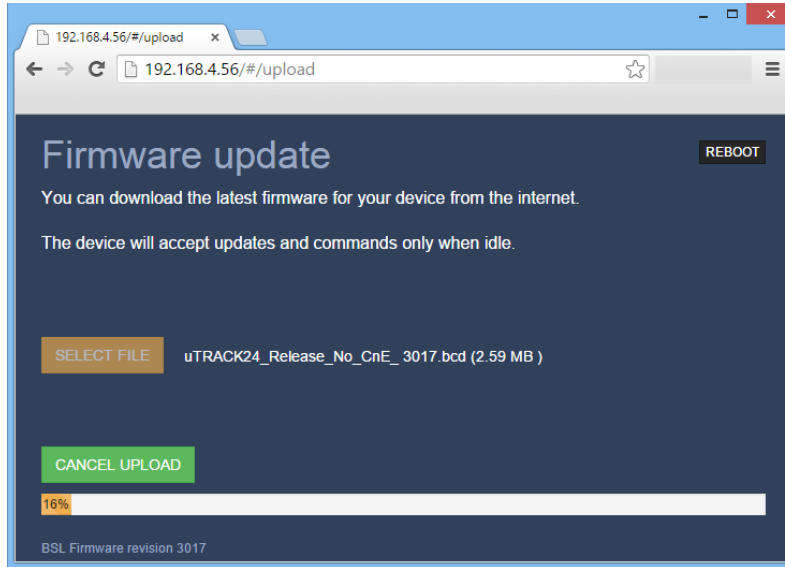 192.168.4.56/#/upload
192.168.4.56/#/upload
Firmware update
REBOOT
You can download the latest firmware for your device from the internet.
The device will accept updates and commands only when idle.
SELECT FILE uTRACK24_Release_No_CnE_ 3017.bcd (2.59 MB )
CANCEL UPLOAD
16%
BSL Firmware revision 3017